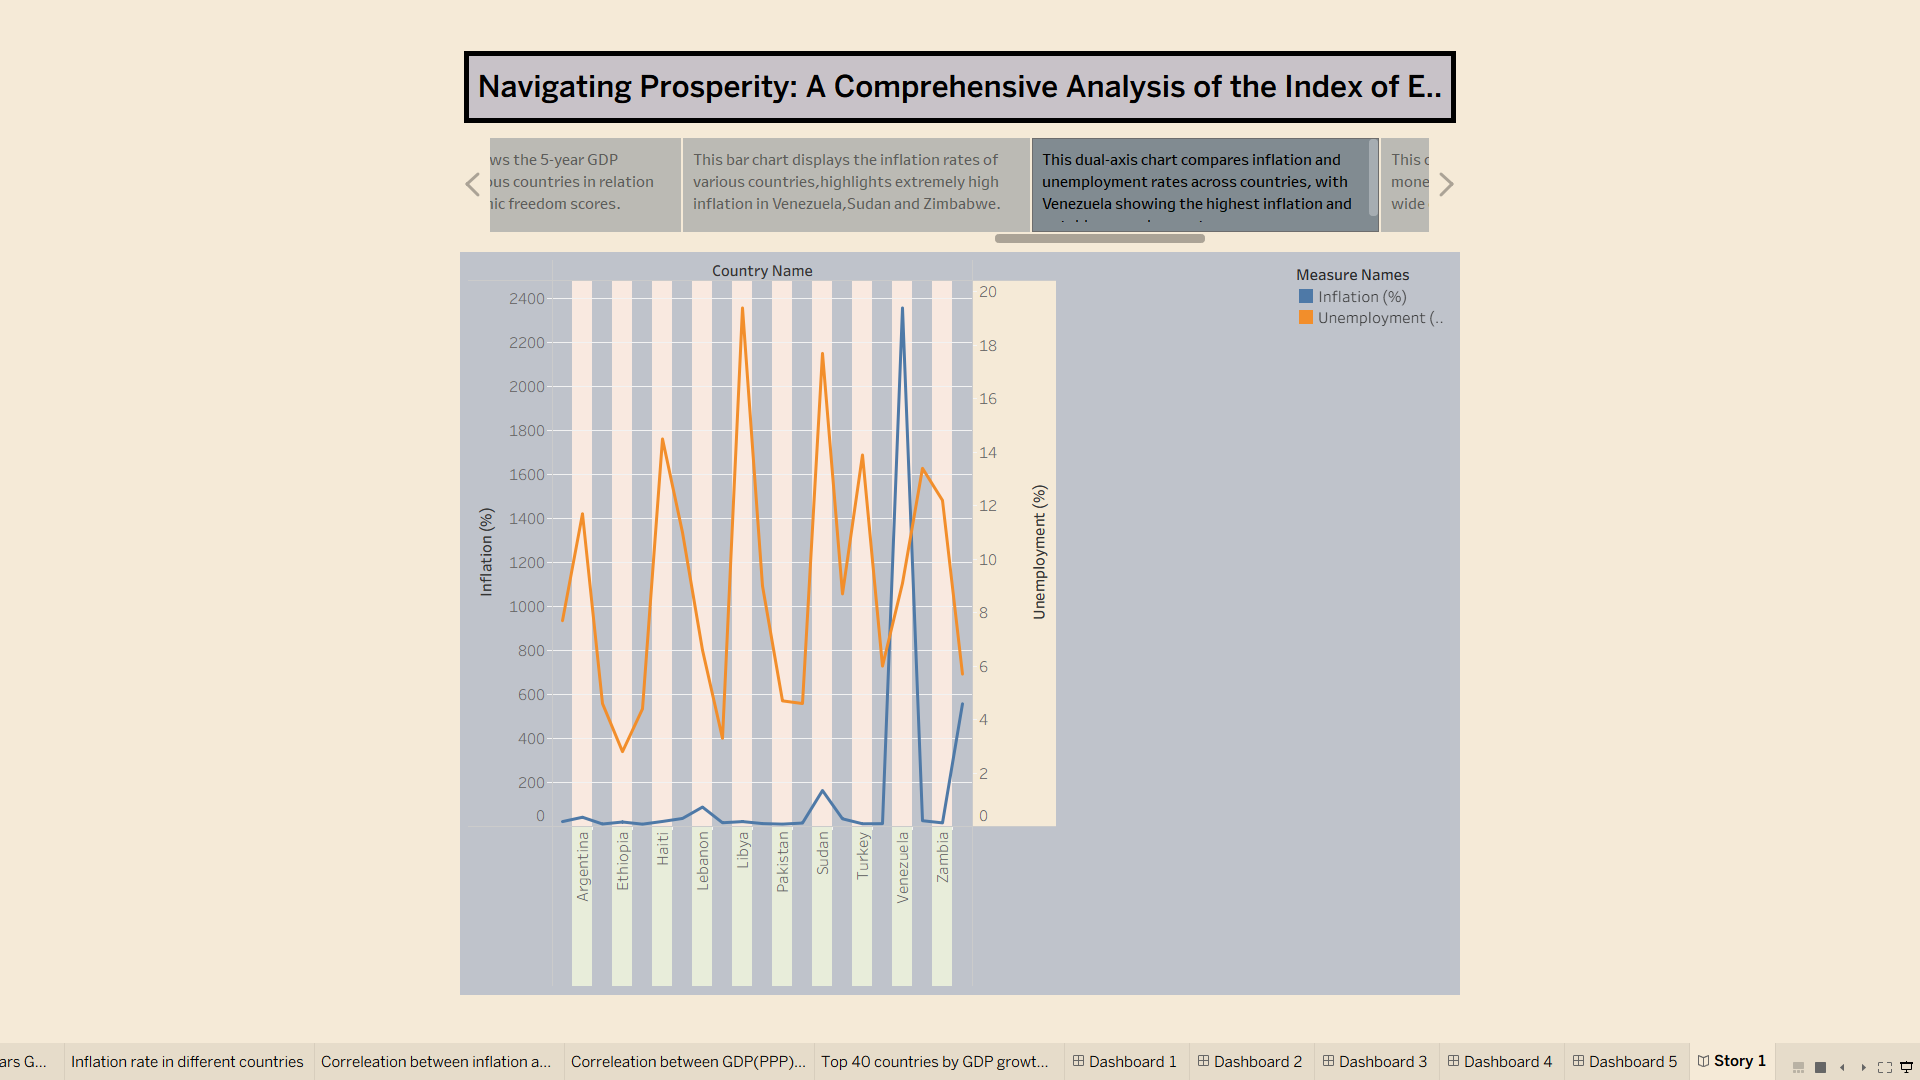 Navigating Prosperity: A Comprehensive Analysis of the Index of E..
ws the 5-year GDP
ous countries in relation
nic freedom scores.
This bar chart displays the inflation rates of
various countries,highlights extremely high
inflation in Venezuela,Sudan and Zimbabwe.
This dual-axis chart compares inflation and
unemployment rates across countries, with
Venezuela showing the highest inflation and
This
mone
wide
Country Name
Measure Names
Inflation (%)
Unemployment (..
Inflation (%)
2400
2200
2000
1800
1600
1400
1200
1000
800
600
400
200
0
20
18
16
14
12
10
8
6
4
2
0
Unemployment (%)
Argentina
Ethiopia
Haiti
Lebanon
Libya
Pakistan
Sudan
Turkey
Venezuela
Zambia
ars G...
Inflation rate in different countries
Correleation between inflation a...
Correleation between GDP(PPP)...
Top 40 countries by GDP growt...
Dashboard 1
Dashboard 2
Dashboard 3
Dashboard 4
Dashboard 5
Story 1